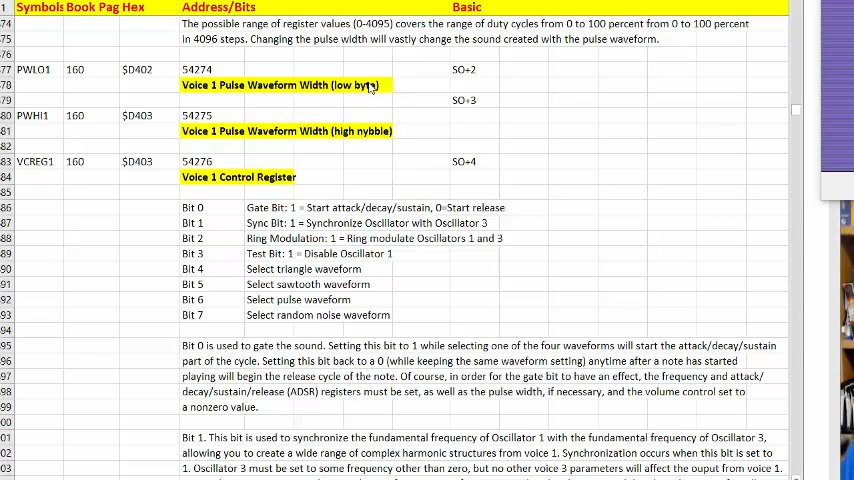 1 Symbols Book Pag Hex Address/Bits Basic
74 The possible range of register values (0-4095) covers the range of duty cycles from 0 to 100 percent from 0 to 100 percent
75 in 4096 steps. Changing the pulse width will vastly change the sound created with the pulse waveform.
76
77 PWLO1 160 $D402 54274 SO+2
78 Voice 1 Pulse Waveform Width (low byte)
79 SO+3
80 PWHI1 160 $D403 54275
81 Voice 1 Pulse Waveform Width (high nybble)
82
83 VCREG1 160 $D403 54276 SO+4
84 Voice 1 Control Register
85
86 Bit 0 Gate Bit: 1 = Start attack/decay/sustain, 0=Start release
87 Bit 1 Sync Bit: 1 = Synchronize Oscillator with Oscillator 3
88 Bit 2 Ring Modulation: 1 = Ring modulate Oscillators 1 and 3
89 Bit 3 Test Bit: 1 = Disable Oscillator 1
90 Bit 4 Select triangle waveform
91 Bit 5 Select sawtooth waveform
92 Bit 6 Select pulse waveform
93 Bit 7 Select random noise waveform
94
95 Bit 0 is used to gate the sound. Setting this bit to 1 while selecting one of the four waveforms will start the attack/decay/sustain
96 part of the cycle. Setting this bit back to a 0 (while keeping the same waveform setting) anytime after a note has started
97 playing will begin the release cycle of the note. Of course, in order for the gate bit to have an effect, the frequency and attack/
98 decay/sustain/release (ADSR) registers must be set, as well as the pulse width, if necessary, and the volume control set to
99 a nonzero value.
00
01 Bit 1. This bit is used to synchronize the fundamental frequency of Oscillator 1 with the fundamental frequency of Oscillator 3,
02 allowing you to create a wide range of complex harmonic structures from voice 1. Synchronization occurs when this bit is set to
03 1. Oscillator 3 must be set to some frequency other than zero, but no other voice 3 parameters will affect the ouput from voice 1.